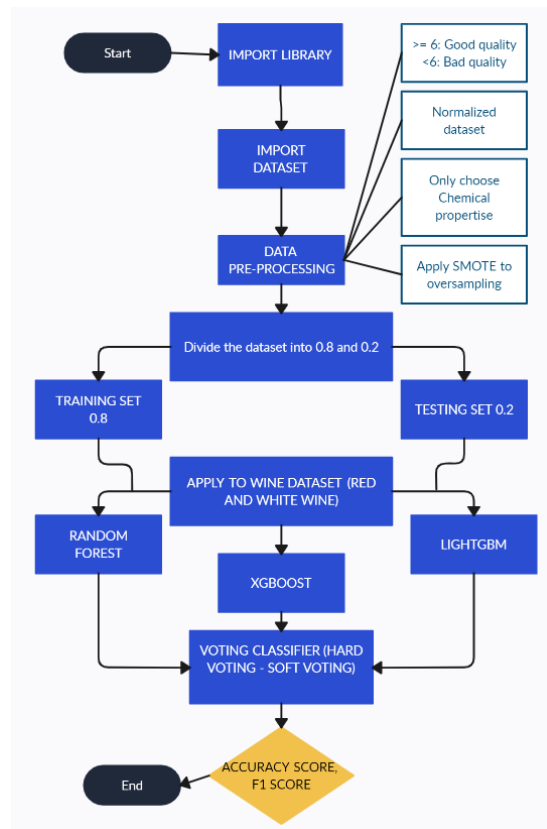 Start
IMPORT LIBRARY
>= 6: Good quality
<6: Bad quality
Normalized
dataset
IMPORT
DATASET
Only choose
Chemical
propertise
DATA
PRE-PROCESSING
Apply SMOTE to
oversampling
Divide the dataset into 0.8 and 0.2
TRAINING SET
0.8
TESTING SET 0.2
APPLY TO WINE DATASET (RED
AND WHITE WINE)
RANDOM
FOREST
XGBOOST
LIGHTGBM
VOTING CLASSIFIER (HARD
VOTING - SOFT VOTING)
ACCURACY SCORE,
F1 SCORE
End